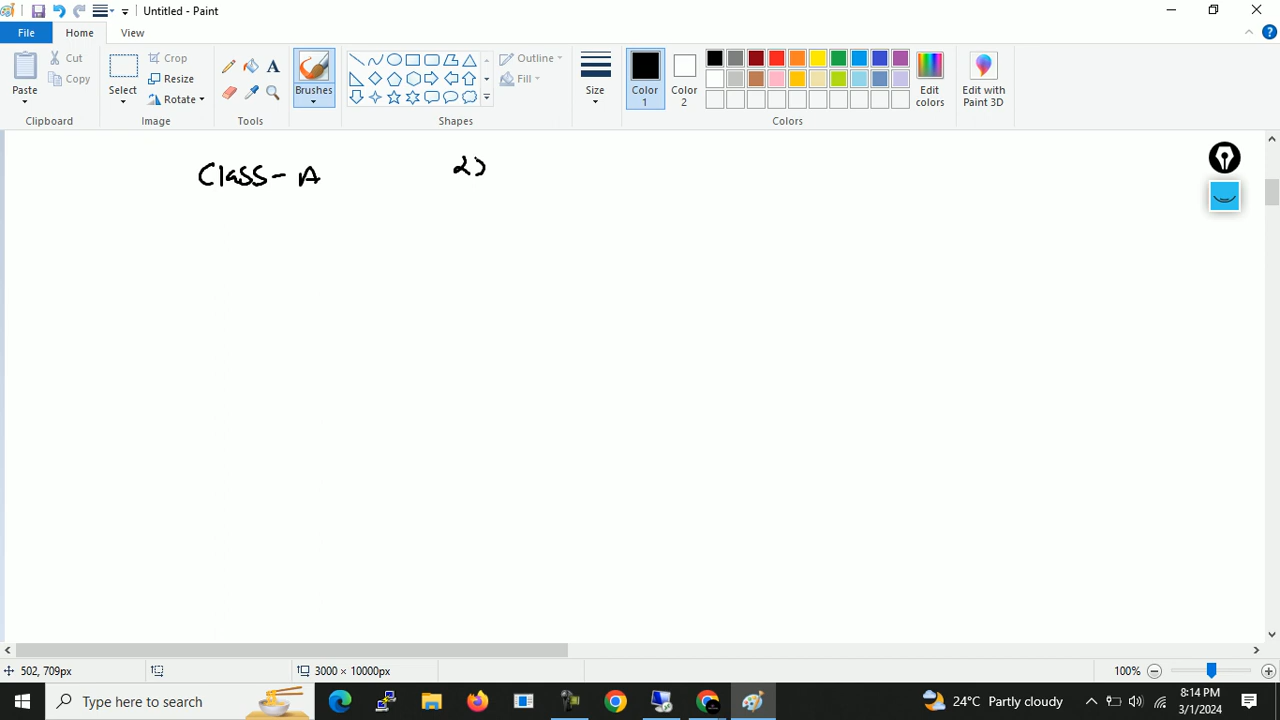 Untitled - Paint
File Home View
Paste Cut Copy Clipboard
Select Crop Resize Rotate Image
Tools
Brushes
Shapes Outline Fill
Size
Color 1 Color 2 Edit colors Edit with Paint 3D Colors
Class - A 2)
502, 709px 3000 × 10000px 100%
Type here to search 24°C Partly cloudy 8:14 PM
3/1/2024